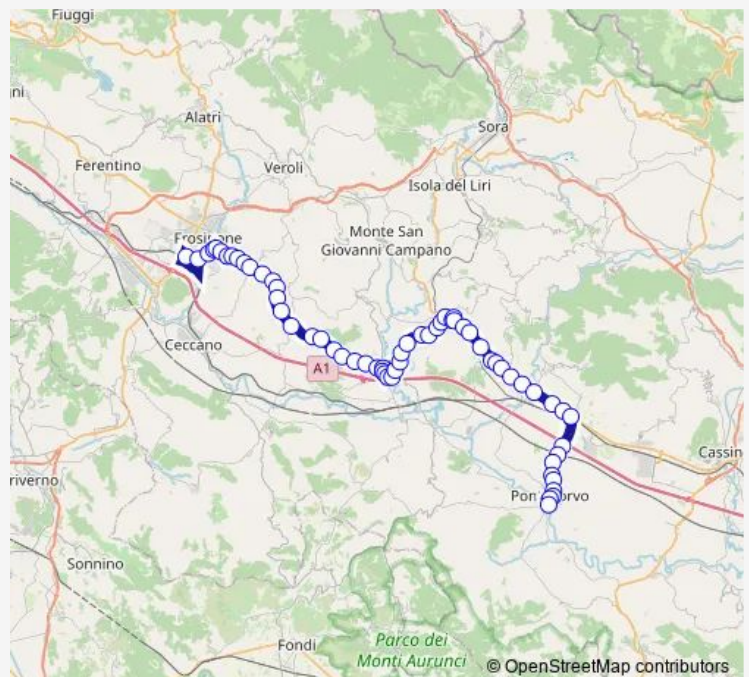 Fiuggi
Alatri
Sora
Ferentino
Veroli
Isola del Liri
Monte San
Giovanni Campano
Ceccano
A1
Cassin
riverno
Sonnino
Fondi
Parco dei
Monti Aurunci
© OpenStreetMap contributors